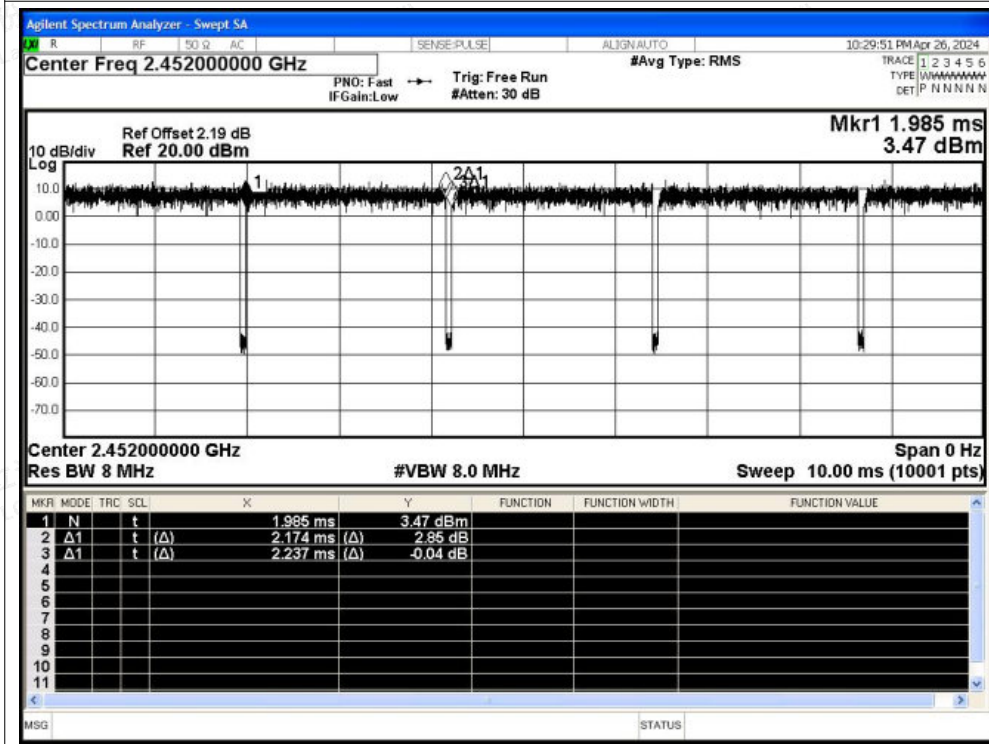 Agilent Spectrum Analyzer - Swept SA
LXI R RF 50 Ω AC SENSE:PULSE ALIGN AUTO 10:29:51 PM Apr 26, 2024
Center Freq 2.452000000 GHz #Avg Type: RMS TRACE 1 2 3 4 5 6
PNO: Fast Trig: Free Run TYPE WWWWWW
IFGain:Low #Atten: 30 dB DET P N N N N N
Mkr1 1.985 ms
3.47 dBm
Ref Offset 2.19 dB
10 dB/div Ref 20.00 dBm
Log
10.0
0.00
-10.0
-20.0
-30.0
-40.0
-50.0
-60.0
-70.0
1
2Δ1
3Δ1
Center 2.452000000 GHz Span 0 Hz
Res BW 8 MHz #VBW 8.0 MHz Sweep 10.00 ms (10001 pts)
MKR MODE TRC SCL X Y FUNCTION FUNCTION WIDTH FUNCTION VALUE
1 N t 1.985 ms 3.47 dBm
2 Δ1 t (Δ) 2.174 ms (Δ) 2.85 dB
3 Δ1 t (Δ) 2.237 ms (Δ) -0.04 dB
4
5
6
7
8
9
10
11
MSG STATUS